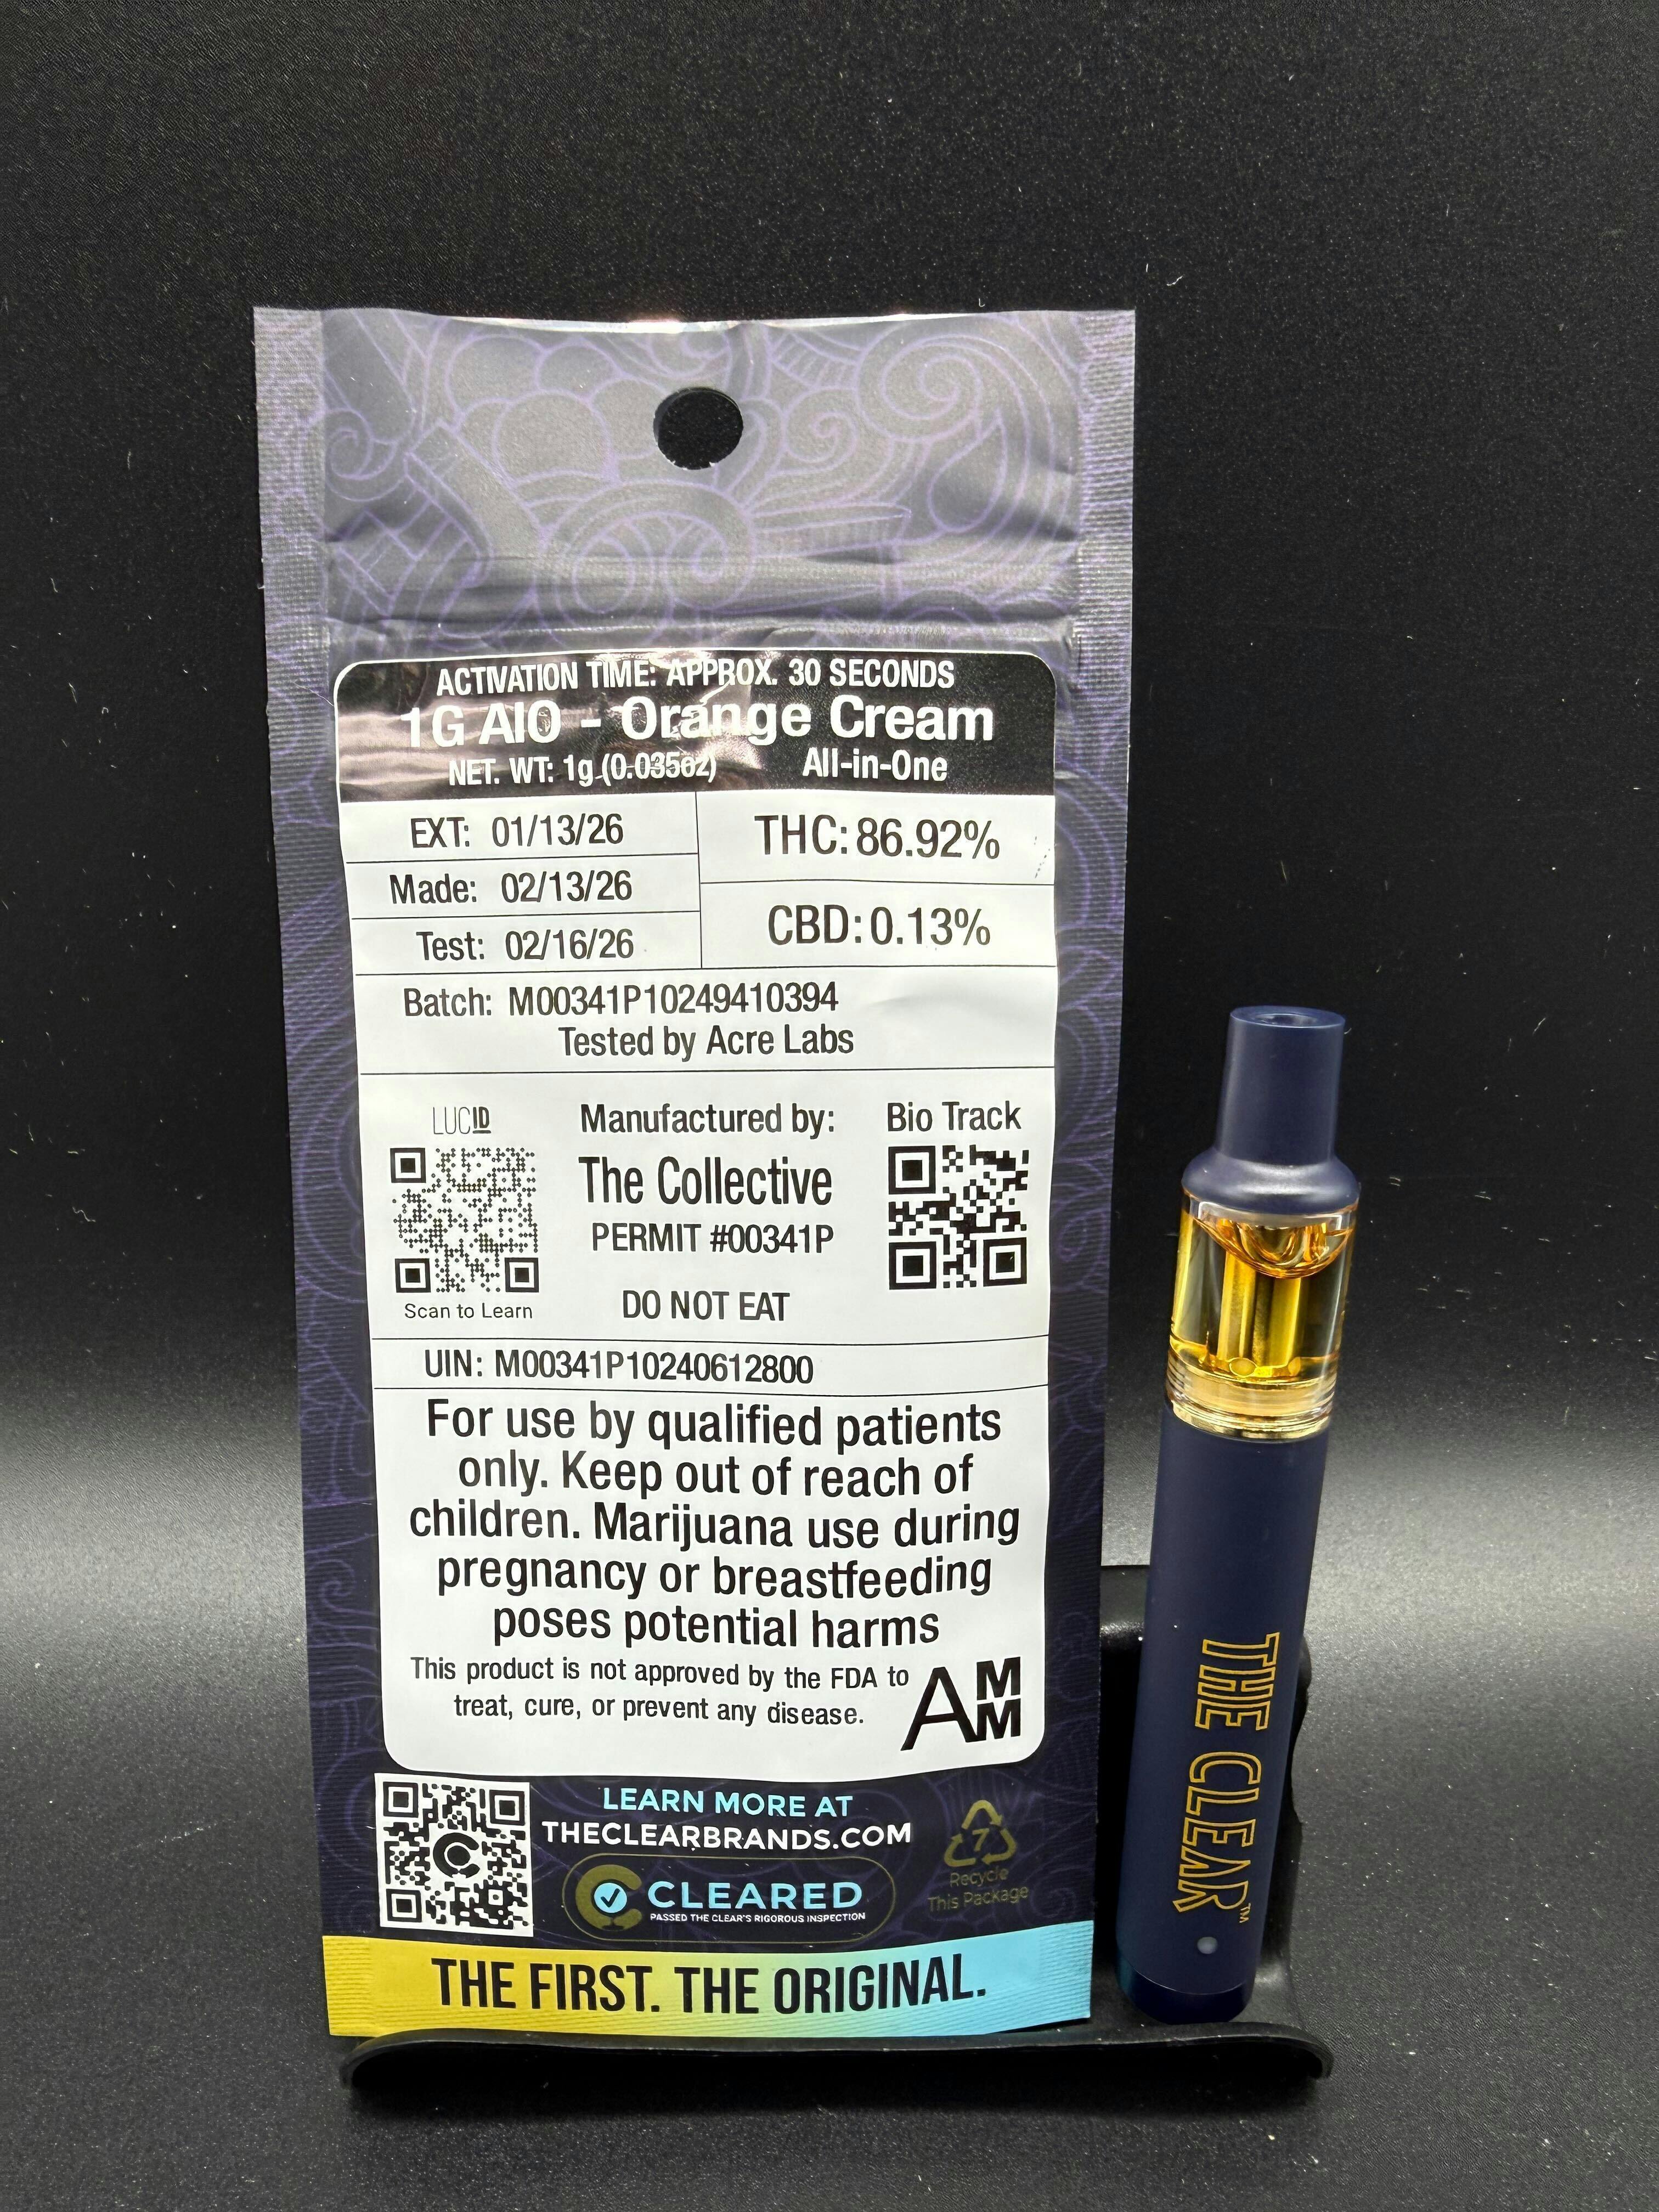 ACTIVATION TIME: APPROX. 30 SECONDS
1G AIO - Orange Cream
NET. WT: 1g (0.035oz) All-in-One
EXT: 01/13/26
Made: 02/13/26
Test: 02/16/26
THC: 86.92%
CBD: 0.13%
Batch: M00341P10249410394
Tested by Acre Labs
LUCID
Scan to Learn
Manufactured by:
The Collective
PERMIT #00341P
DO NOT EAT
Bio Track
UIN: M00341P10240612800
For use by qualified patients
only. Keep out of reach of
children. Marijuana use during
pregnancy or breastfeeding
poses potential harms
This product is not approved by the FDA to
treat, cure, or prevent any disease.
AMM
LEARN MORE AT
THECLEARBRANDS.COM
CLEARED
PASSED THE CLEAR'S RIGOROUS INSPECTION
7
Recycle
This Package
THE FIRST. THE ORIGINAL.
THE CLEAR™